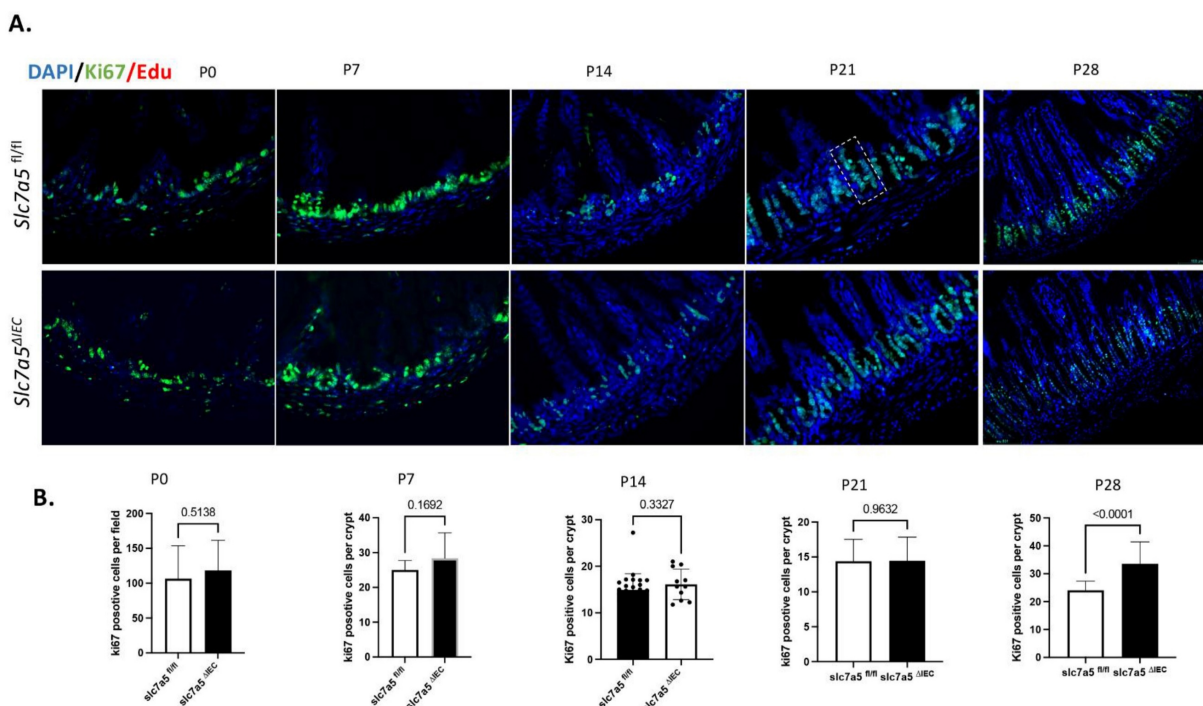 A.
DAPI/Ki67/Edu P0 P7 P14 P21 P28
Slc7a5 fl/fl
Slc7a5 ΔIEC
B.
P0 P7 P14 P21 P28
ki67 posotive cells per field
200
150
100
50
0
0.5138
slc7a5 fl/fl
slc7a5 ΔIEC
ki67 posotive cells per crypt
40
30
20
10
0
0.1692
slc7a5 fl/fl
slc7a5 ΔIEC
Ki67 positive cells per crypt
30
20
10
0
0.3327
slc7a5 fl/fl
slc7a5 ΔIEC
ki67 posotive cells per crypt
20
15
10
5
0
0.9632
slc7a5 fl/fl slc7a5 ΔIEC
Ki67 positive cells per crypt
50
40
30
20
10
0
<0.0001
slc7a5 fl/fl slc7a5 ΔIEC